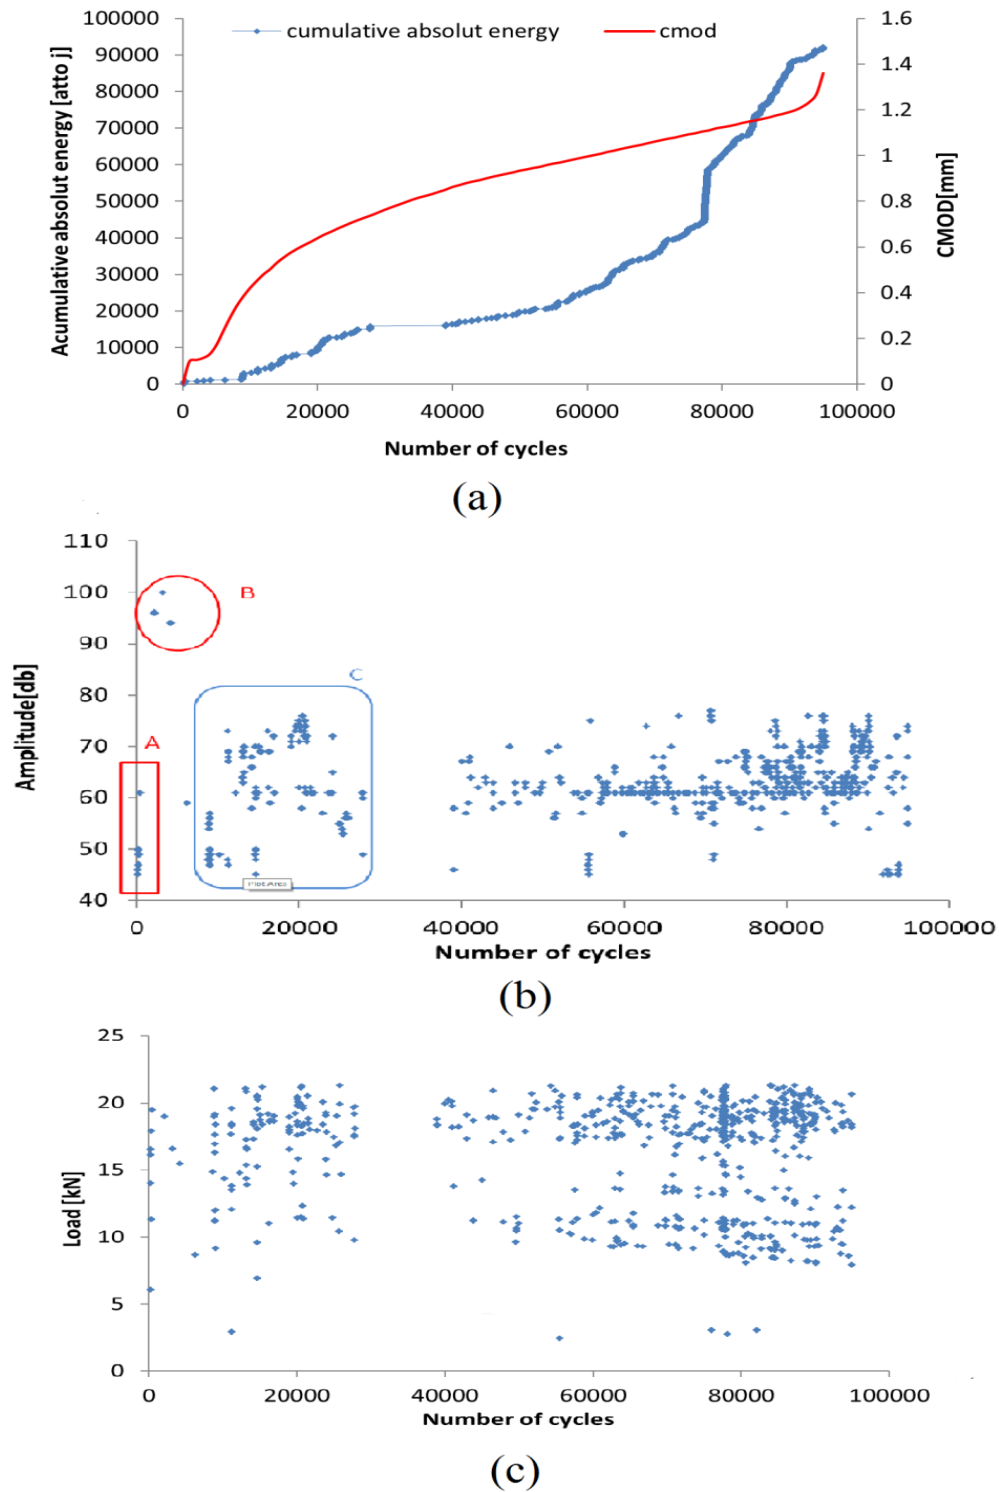 cumulative absolut energy
cmod
100000
90000
80000
70000
60000
50000
40000
30000
20000
10000
0
Acumulative absolut energy [atto j]
1.6
1.4
1.2
1
0.8
0.6
0.4
0.2
0
CMOD[mm]
0 20000 40000 60000 80000 100000
Number of cycles
(a)
110
100
90
80
70
60
50
40
Amplitude[db]
B
C
A
Plot Area
0 20000 40000 60000 80000 100000
Number of cycles
(b)
25
20
15
10
5
0
Load [kN]
0 20000 40000 60000 80000 100000
Number of cycles
(c)